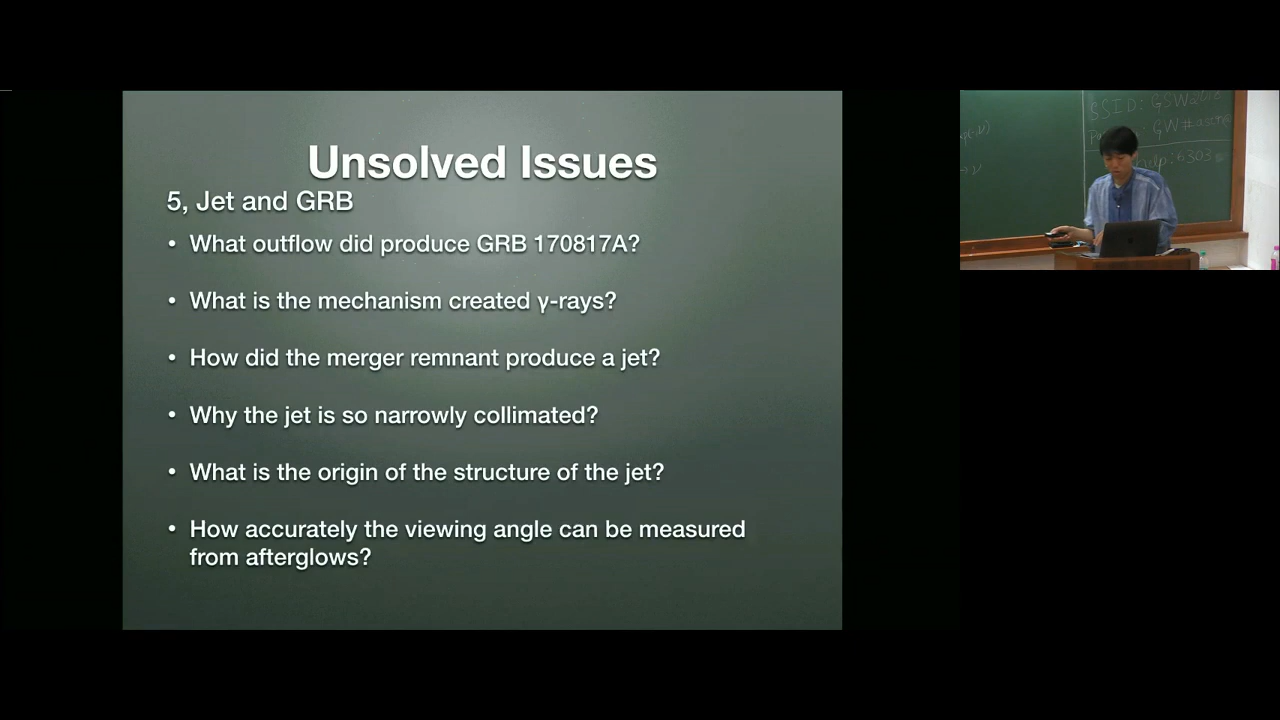 Unsolved Issues
5, Jet and GRB
• What outflow did produce GRB 170817A?
• What is the mechanism created γ-rays?
• How did the merger remnant produce a jet?
• Why the jet is so narrowly collimated?
• What is the origin of the structure of the jet?
• How accurately the viewing angle can be measured
from afterglows?
SSID:
help: